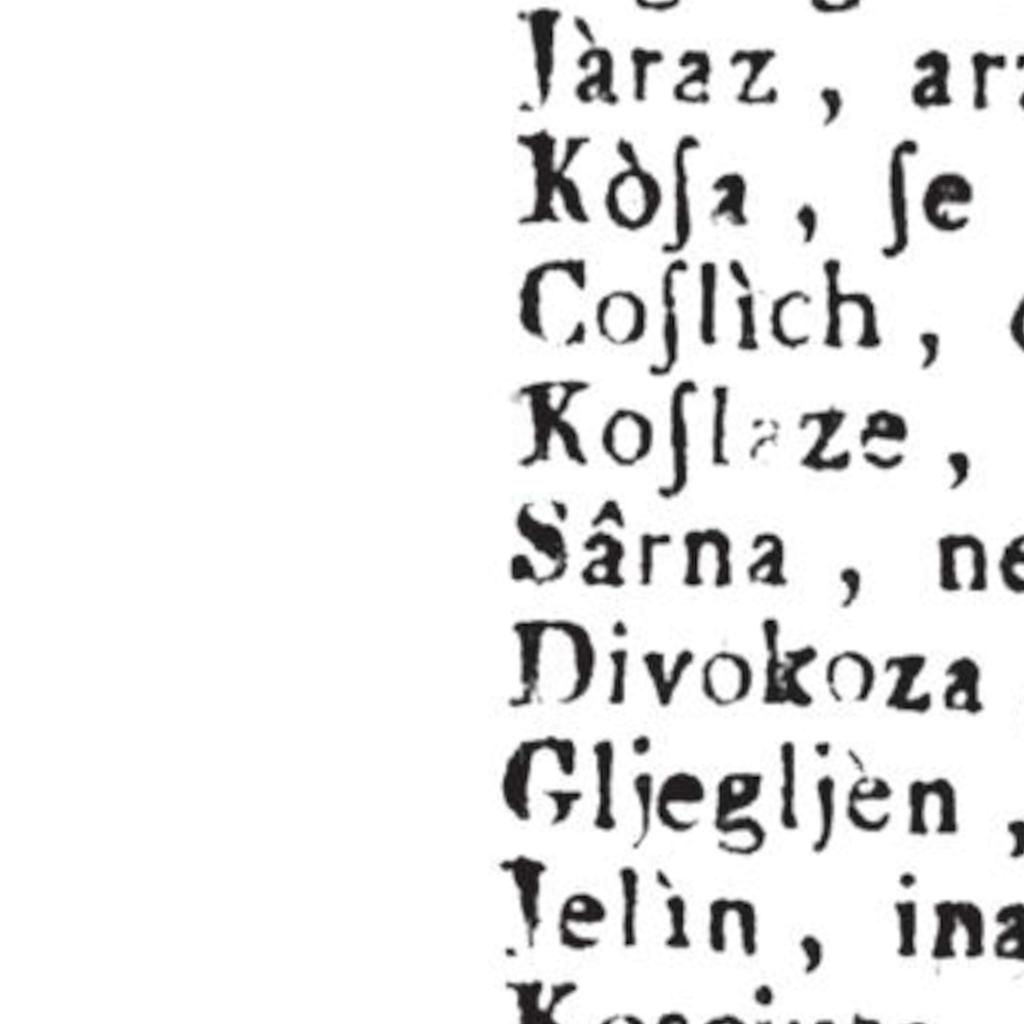 Jàraz, ar
Kòſa, ſe
Coſlìch,
Koſlaze,
Sârna, ne
Divokoza
Gljegljèn,
Jelìn, ina